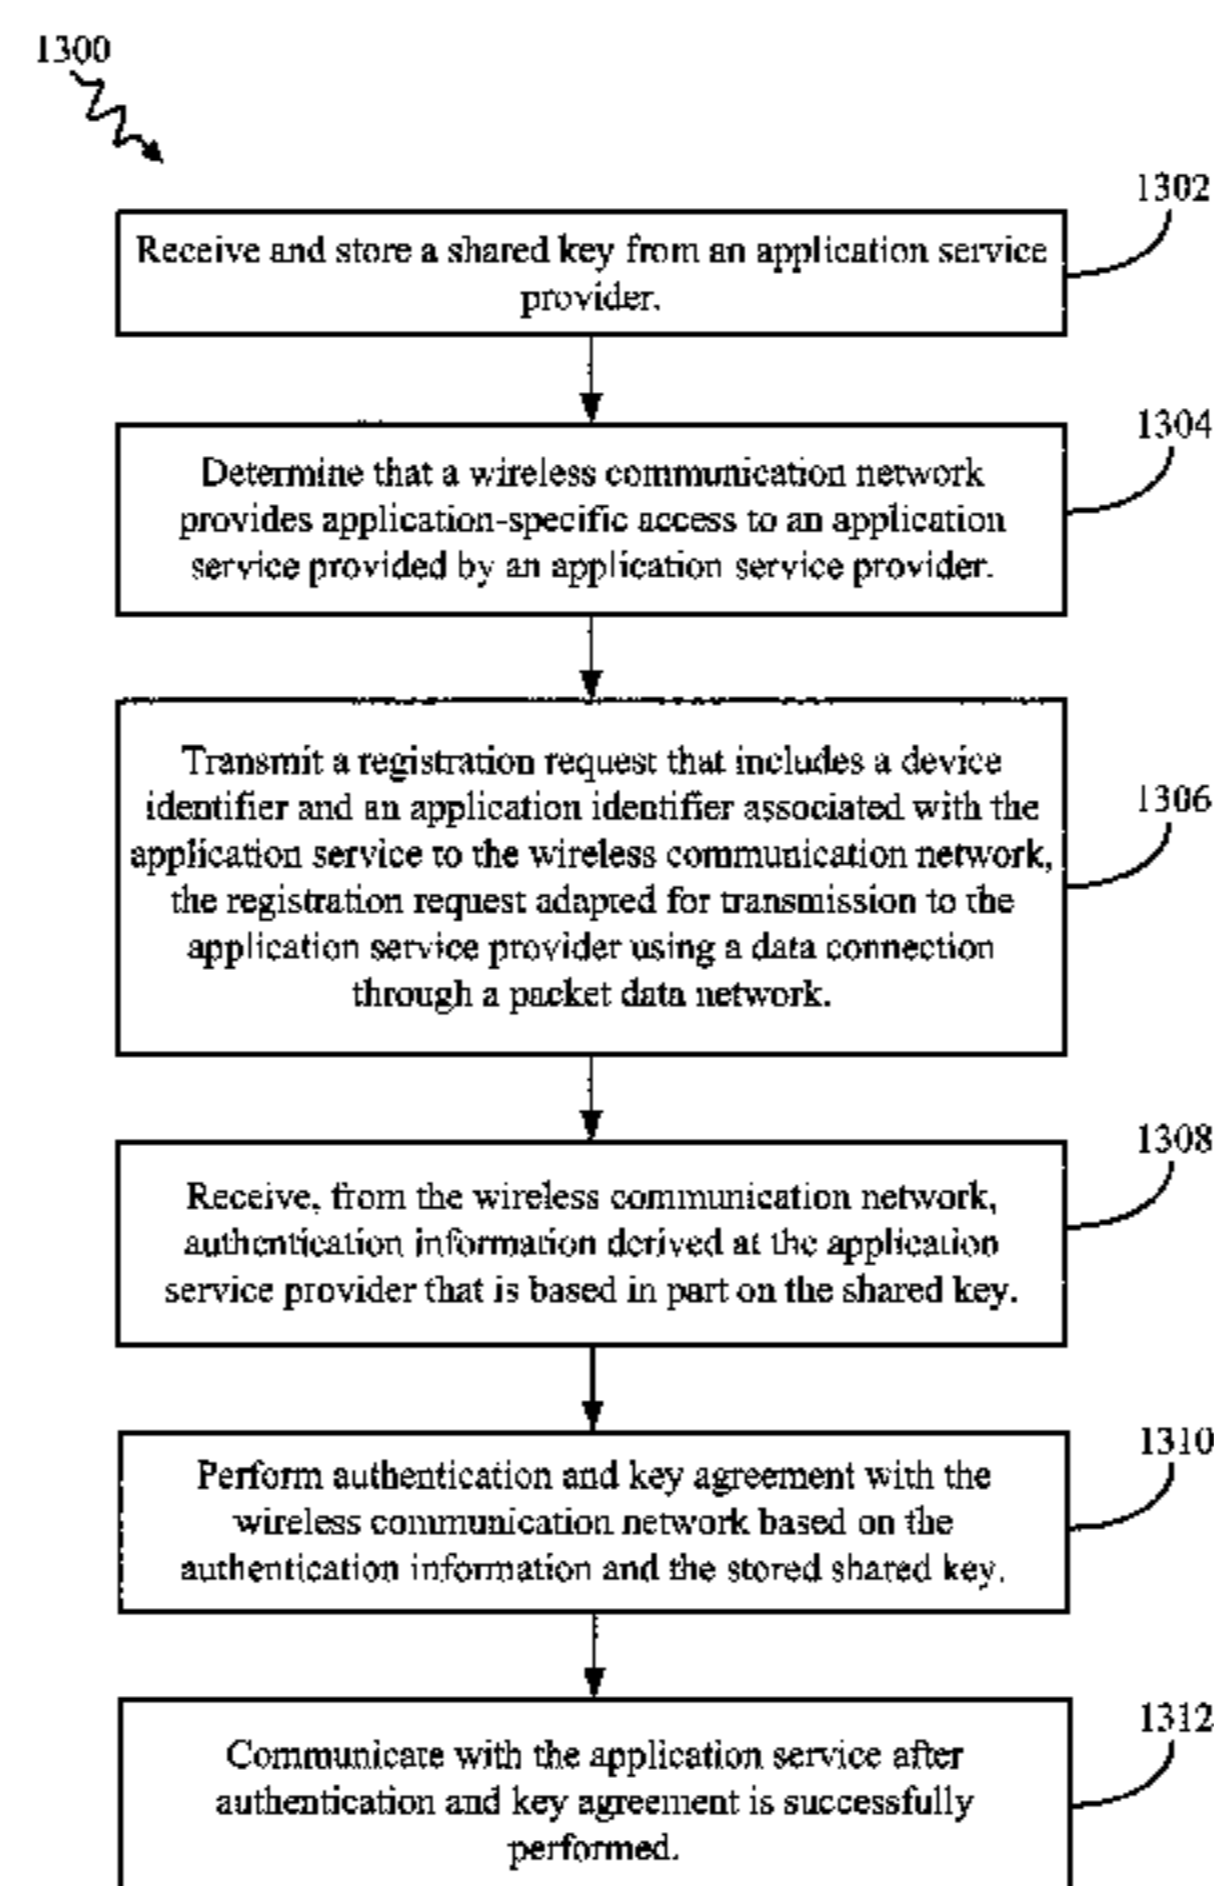 1300
1302
Receive and store a shared key from an application service
provider.
1304
Determine that a wireless communication network
provides application-specific access to an application
service provided by an application service provider.
1306
Transmit a registration request that includes a device
identifier and an application identifier associated with the
application service to the wireless communication network,
the registration request adapted for transmission to the
application service provider using a data connection
through a packet data network.
1308
Receive, from the wireless communication network,
authentication information derived at the application
service provider that is based in part on the shared key.
1310
Perform authentication and key agreement with the
wireless communication network based on the
authentication information and the stored shared key.
1312
Communicate with the application service after
authentication and key agreement is successfully
performed.